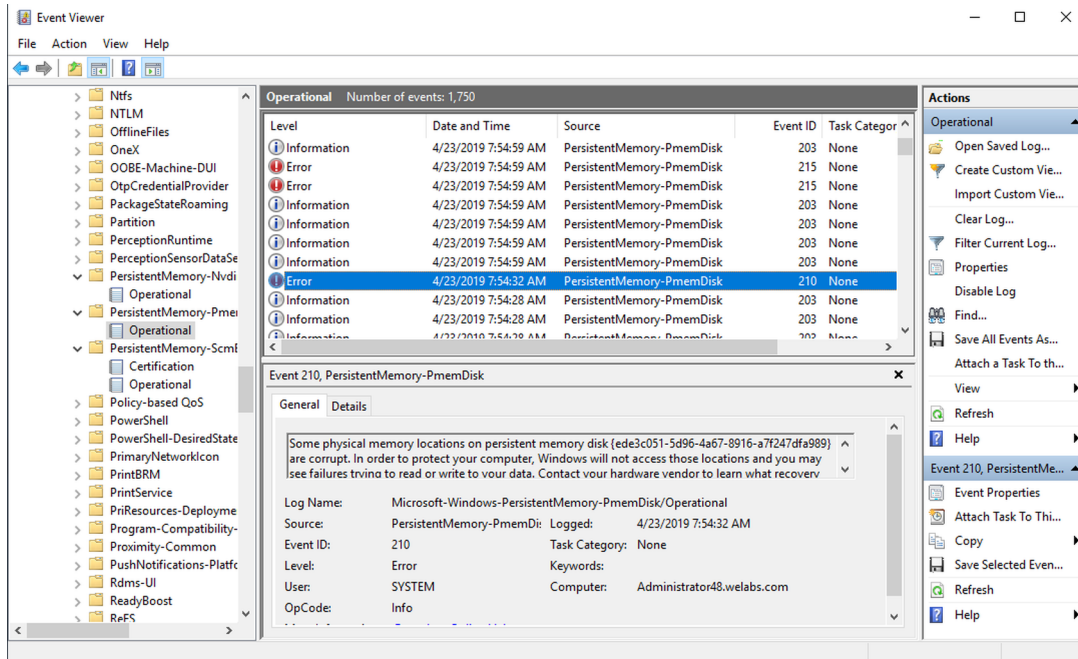 Event Viewer
File Action View Help
Ntfs
NTLM
OfflineFiles
OneX
OOBE-Machine-DUI
OtpCredentialProvider
PackageStateRoaming
Partition
PerceptionRuntime
PerceptionSensorDataSe
PersistentMemory-Nvdi
Operational
PersistentMemory-Pmer
Operational
PersistentMemory-ScmE
Certification
Operational
Policy-based QoS
PowerShell
PowerShell-DesiredState
PrimaryNetworkIcon
PrintBRM
PrintService
PriResources-Deployme
Program-Compatibility-
Proximity-Common
PushNotifications-Platfo
Rdms-UI
ReadyBoost
ReFS
Operational Number of events: 1,750
Level Date and Time Source Event ID Task Categor
Information 4/23/2019 7:54:59 AM PersistentMemory-PmemDisk 203 None
Error 4/23/2019 7:54:59 AM PersistentMemory-PmemDisk 215 None
Error 4/23/2019 7:54:59 AM PersistentMemory-PmemDisk 215 None
Information 4/23/2019 7:54:59 AM PersistentMemory-PmemDisk 203 None
Information 4/23/2019 7:54:59 AM PersistentMemory-PmemDisk 203 None
Information 4/23/2019 7:54:59 AM PersistentMemory-PmemDisk 203 None
Information 4/23/2019 7:54:59 AM PersistentMemory-PmemDisk 203 None
Error 4/23/2019 7:54:32 AM PersistentMemory-PmemDisk 210 None
Information 4/23/2019 7:54:28 AM PersistentMemory-PmemDisk 203 None
Information 4/23/2019 7:54:28 AM PersistentMemory-PmemDisk 203 None
Information 4/23/2019 7:54:28 AM PersistentMemory-PmemDisk 203 None
Event 210, PersistentMemory-PmemDisk
General Details
Some physical memory locations on persistent memory disk {ede3c051-5d96-4a67-8916-a7f247dfa989}
are corrupt. In order to protect your computer, Windows will not access those locations and you may
see failures trying to read or write to your data. Contact your hardware vendor to learn what recovery
Log Name: Microsoft-Windows-PersistentMemory-PmemDisk/Operational
Source: PersistentMemory-PmemDis Logged: 4/23/2019 7:54:32 AM
Event ID: 210 Task Category: None
Level: Error Keywords:
User: SYSTEM Computer: Administrator48.welabs.com
OpCode: Info
Actions
Operational
Open Saved Log...
Create Custom Vie...
Import Custom Vie...
Clear Log...
Filter Current Log...
Properties
Disable Log
Find...
Save All Events As...
Attach a Task To th...
View
Refresh
Help
Event 210, PersistentMe...
Event Properties
Attach Task To Thi...
Copy
Save Selected Even...
Refresh
Help